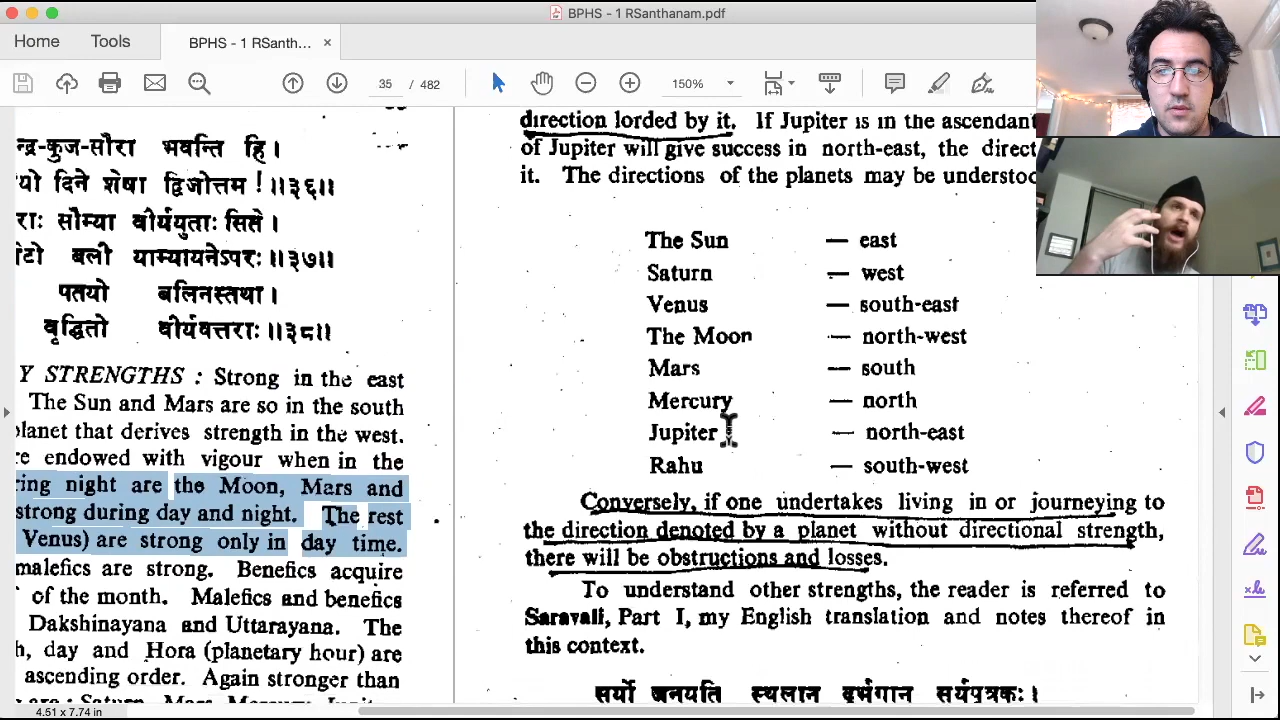 BPHS - 1 RSanthanam.pdf
Home
Tools
BPHS - 1 RSanth...
35 / 482
150%
न्द्र-कुज-सौरा भवन्ति हि ।
यो दिने शेषा द्विजोत्तम ! ॥३६॥
राः सौम्या वीर्ययुताः सिते ।
बली याम्यायनेऽपरः ॥३७॥
पतयो बलिनस्तथा ।
वृद्धितो वीर्यवत्तराः ॥३८॥
Y STRENGTHS : Strong in the east
The Sun and Mars are so in the south
planet that derives strength in the west.
re endowed with vigour when in the
ring night are the Moon, Mars and
strong during day and night. The rest
Venus) are strong only in day time.
malefics are strong. Benefics acquire
of the month. Malefics and benefics
Dakshinayana and Uttarayana. The
h, day and Hora (planetary hour) are
ascending order. Again stronger than
direction lorded by it. If Jupiter is in the ascendant
of Jupiter will give success in north-east, the direct
it. The directions of the planets may be understoo
The Sun — east
Saturn — west
Venus — south-east
The Moon — north-west
Mars — south
Mercury — north
Jupiter — north-east
Rahu — south-west
Conversely, if one undertakes living in or journeying to
the direction denoted by a planet without directional strength,
there will be obstructions and losses.
To understand other strengths, the reader is referred to
Saravali, Part I, my English translation and notes thereof in
this context.
4.51 x 7.74 in